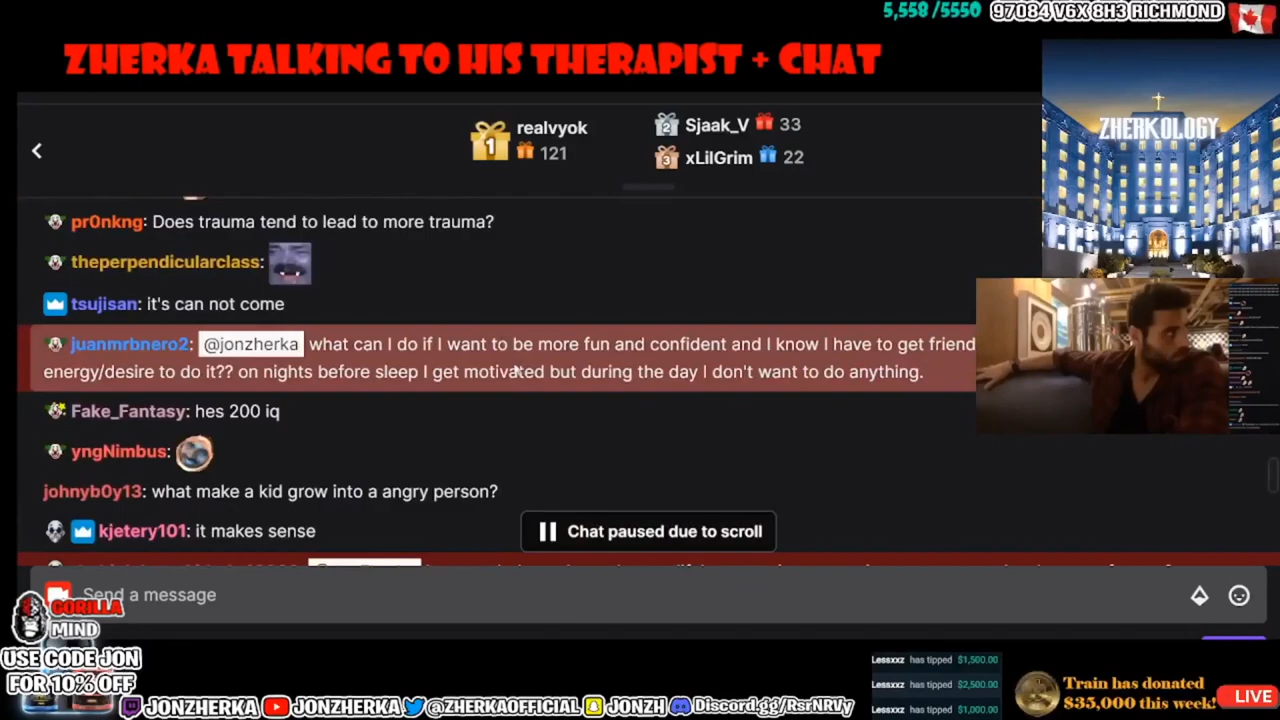 5,558 /5550 97084 V6X 8H3 RICHMOND
ZHERKA TALKING TO HIS THERAPIST + CHAT
ZHERKOLOGY
1 realvyok 121
2 Sjaak_V 33
3 xLilGrim 22
pr0nkng: Does trauma tend to lead to more trauma?
theperpendicularclass:
tsujisan: it's can not come
juanmrbnero2: @jonzherka what can I do if I want to be more fun and confident and I know I have to get friend
energy/desire to do it?? on nights before sleep I get motivated but during the day I don't want to do anything.
Fake_Fantasy: hes 200 iq
yngNimbus:
johnyb0y13: what make a kid grow into a angry person?
kjetery101: it makes sense
Chat paused due to scroll
Send a message
GORILLA
MIND
USE CODE JON
FOR 10% OFF
Lessxxz has tipped $1,500.00
Lessxxz has tipped $2,500.00
Lessxxz has tipped $1,000.00
Train has donated
$35,000 this week!
LIVE
JONZHERKA JONZHERKA @ZHERKAOFFICIAL JONZH Discord.gg/RsrNRVy